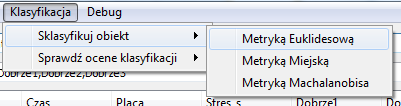 Klasyfikacja Debug
Sklasyfikuj obiekt
Metryką Euklidesową
Sprawdź ocene klasyfikacji
Metryką Miejską
Metryką Machalanobisa
Dobrze1;Dobrze2;Dobrze3
Czas Płaca Stres_s Dobrze1